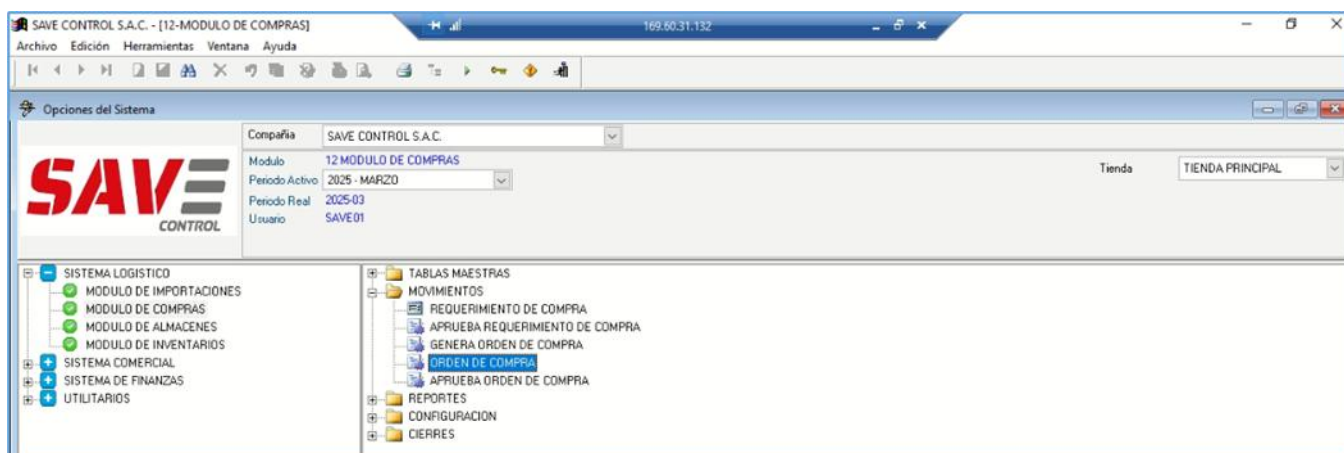 SAVE CONTROL S.A.C. - [12-MODULO DE COMPRAS]
169.60.31.132
Archivo Edición Herramientas Ventana Ayuda
Opciones del Sistema
Compañia SAVE CONTROL S.A.C.
SAVE CONTROL
Modulo 12 MODULO DE COMPRAS
Tienda TIENDA PRINCIPAL
Periodo Activo 2025 - MARZO
Periodo Real 2025-03
Usuario SAVE01
SISTEMA LOGISTICO
MODULO DE IMPORTACIONES
MODULO DE COMPRAS
MODULO DE ALMACENES
MODULO DE INVENTARIOS
SISTEMA COMERCIAL
SISTEMA DE FINANZAS
UTILITARIOS
TABLAS MAESTRAS
MOVIMIENTOS
REQUERIMIENTO DE COMPRA
APRUEBA REQUERIMIENTO DE COMPRA
GENERA ORDEN DE COMPRA
ORDEN DE COMPRA
APRUEBA ORDEN DE COMPRA
REPORTES
CONFIGURACION
CIERRES